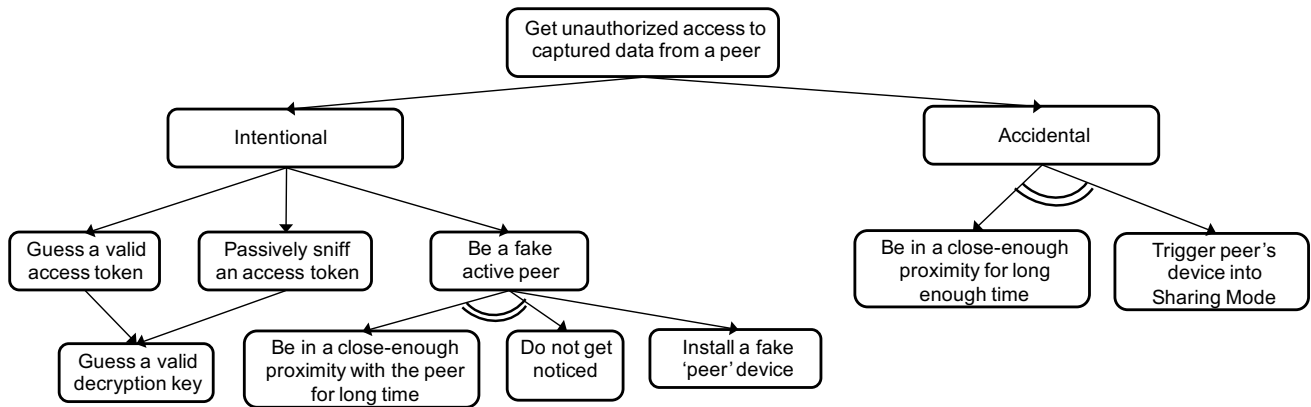 Get unauthorized access to
captured data from a peer
Intentional
Accidental
Guess a valid
access token
Passively sniff
an access token
Be a fake
active peer
Be in a close-enough
proximity for long
enough time
Trigger peer’s
device into
Sharing Mode
Guess a valid
decryption key
Be in a close-enough
proximity with the peer
for long time
Do not get
noticed
Install a fake
‘peer’ device